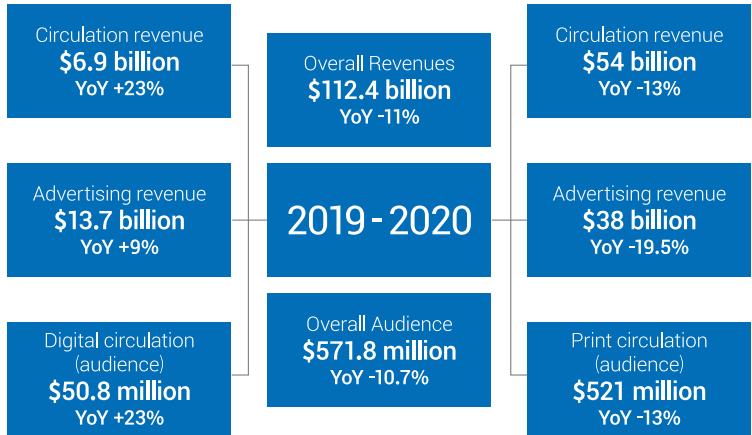 Circulation revenue
$6.9 billion
YoY +23%
Advertising revenue
$13.7 billion
YoY +9%
Digital circulation
(audience)
$50.8 million
YoY +23%
Overall Revenues
$112.4 billion
YoY -11%
2019 - 2020
Overall Audience
$571.8 million
YoY -10.7%
Circulation revenue
$54 billion
YoY -13%
Advertising revenue
$38 billion
YoY -19.5%
Print circulation
(audience)
$521 million
YoY -13%